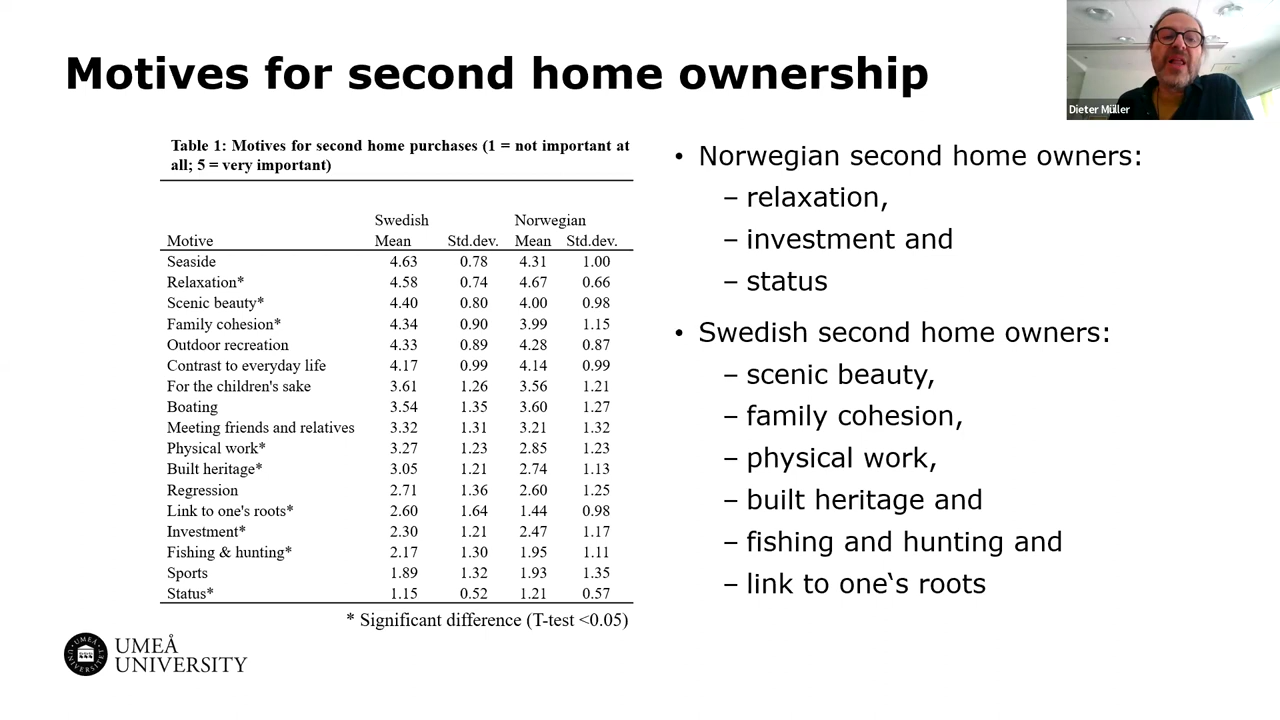 Motives for second home ownership
Dieter Müller
Table 1: Motives for second home purchases (1 = not important at
all; 5 = very important)
Swedish Norwegian
Motive Mean Std.dev. Mean Std.dev.
Seaside 4.63 0.78 4.31 1.00
Relaxation* 4.58 0.74 4.67 0.66
Scenic beauty* 4.40 0.80 4.00 0.98
Family cohesion* 4.34 0.90 3.99 1.15
Outdoor recreation 4.33 0.89 4.28 0.87
Contrast to everyday life 4.17 0.99 4.14 0.99
For the children's sake 3.61 1.26 3.56 1.21
Boating 3.54 1.35 3.60 1.27
Meeting friends and relatives 3.32 1.31 3.21 1.32
Physical work* 3.27 1.23 2.85 1.23
Built heritage* 3.05 1.21 2.74 1.13
Regression 2.71 1.36 2.60 1.25
Link to one's roots* 2.60 1.64 1.44 0.98
Investment* 2.30 1.21 2.47 1.17
Fishing & hunting* 2.17 1.30 1.95 1.11
Sports 1.89 1.32 1.93 1.35
Status* 1.15 0.52 1.21 0.57
* Significant difference (T-test <0.05)
• Norwegian second home owners:
– relaxation,
– investment and
– status
• Swedish second home owners:
– scenic beauty,
– family cohesion,
– physical work,
– built heritage and
– fishing and hunting and
– link to one‘s roots
UMEÅ
UNIVERSITY